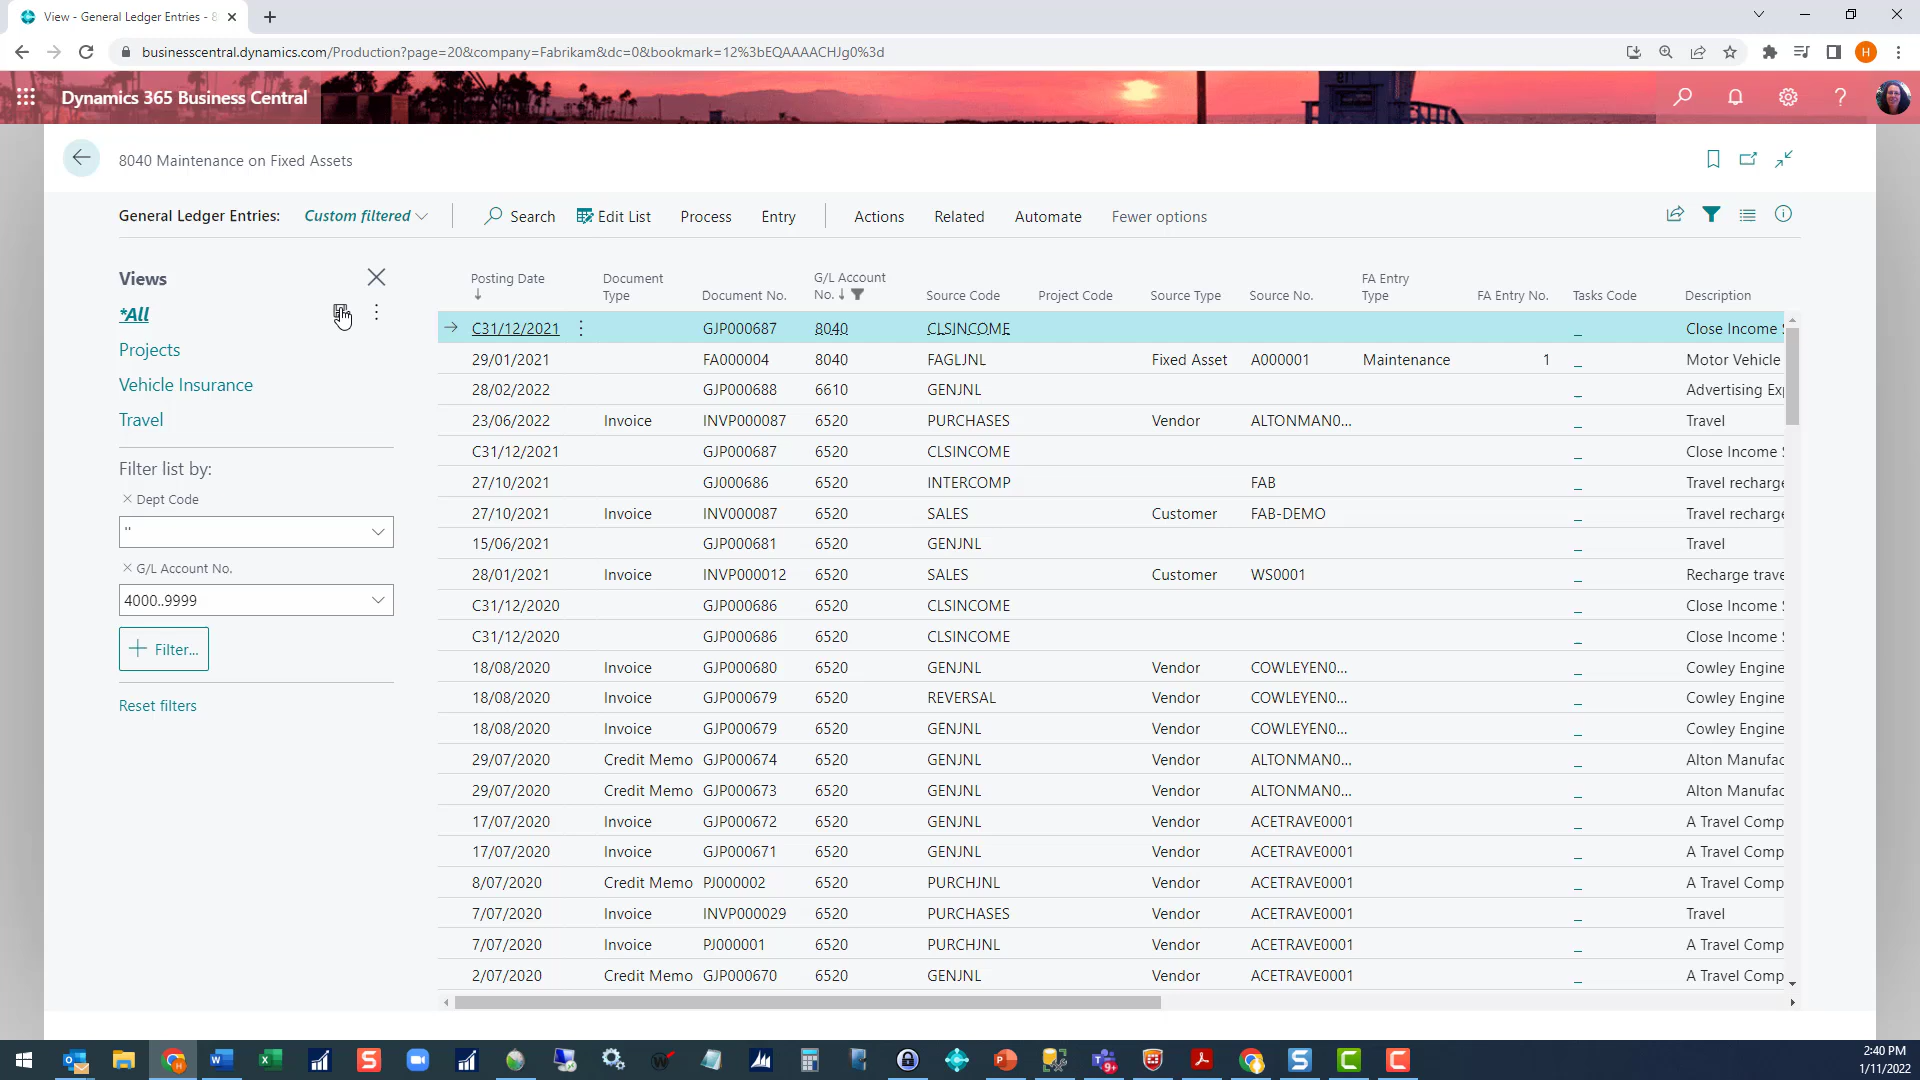 View - General Ledger Entries - 8
businesscentral.dynamics.com/Production?page=20&company=Fabrikam&dc=0&bookmark=12%3bEQAAAACHJg0%3d
H
Dynamics 365 Business Central
8040 Maintenance on Fixed Assets
General Ledger Entries: Custom filtered Search Edit List Process Entry Actions Related Automate Fewer options
Views
*All
Projects
Vehicle Insurance
Travel
Filter list by:
× Dept Code
''
× G/L Account No.
4000..9999
+ Filter...
Reset filters
Posting Date ↓ Document Type Document No. G/L Account No. ↓ Source Code Project Code Source Type Source No. FA Entry Type FA Entry No. Tasks Code Description
C31/12/2021 GJP000687 8040 CLSINCOME _ Close Income S
29/01/2021 FA000004 8040 FAGLJNL Fixed Asset A000001 Maintenance 1 _ Motor Vehicle
28/02/2022 GJP000688 6610 GENJNL _ Advertising Exp
23/06/2022 Invoice INVP000087 6520 PURCHASES Vendor ALTONMAN0... _ Travel
C31/12/2021 GJP000687 6520 CLSINCOME _ Close Income S
27/10/2021 GJ000686 6520 INTERCOMP FAB _ Travel recharge
27/10/2021 Invoice INV000087 6520 SALES Customer FAB-DEMO _ Travel recharge
15/06/2021 GJP000681 6520 GENJNL _ Travel
28/01/2021 Invoice INVP000012 6520 SALES Customer WS0001 _ Recharge trave
C31/12/2020 GJP000686 6520 CLSINCOME _ Close Income S
C31/12/2020 GJP000686 6520 CLSINCOME _ Close Income S
18/08/2020 Invoice GJP000680 6520 GENJNL Vendor COWLEYEN0... _ Cowley Engine
18/08/2020 Invoice GJP000679 6520 REVERSAL Vendor COWLEYEN0... _ Cowley Engine
18/08/2020 Invoice GJP000679 6520 GENJNL Vendor COWLEYEN0... _ Cowley Engine
29/07/2020 Credit Memo GJP000674 6520 GENJNL Vendor ALTONMAN0... _ Alton Manufac
29/07/2020 Credit Memo GJP000673 6520 GENJNL Vendor ALTONMAN0... _ Alton Manufac
17/07/2020 Invoice GJP000672 6520 GENJNL Vendor ACETRAVE0001 _ A Travel Comp
17/07/2020 Invoice GJP000671 6520 GENJNL Vendor ACETRAVE0001 _ A Travel Comp
8/07/2020 Credit Memo PJ000002 6520 PURCHJNL Vendor ACETRAVE0001 _ A Travel Comp
7/07/2020 Invoice INVP000029 6520 PURCHASES Vendor ACETRAVE0001 _ Travel
7/07/2020 Invoice PJ000001 6520 PURCHJNL Vendor ACETRAVE0001 _ A Travel Comp
2/07/2020 Credit Memo GJP000670 6520 GENJNL Vendor ACETRAVE0001 _ A Travel Comp
2:40 PM
1/11/2022